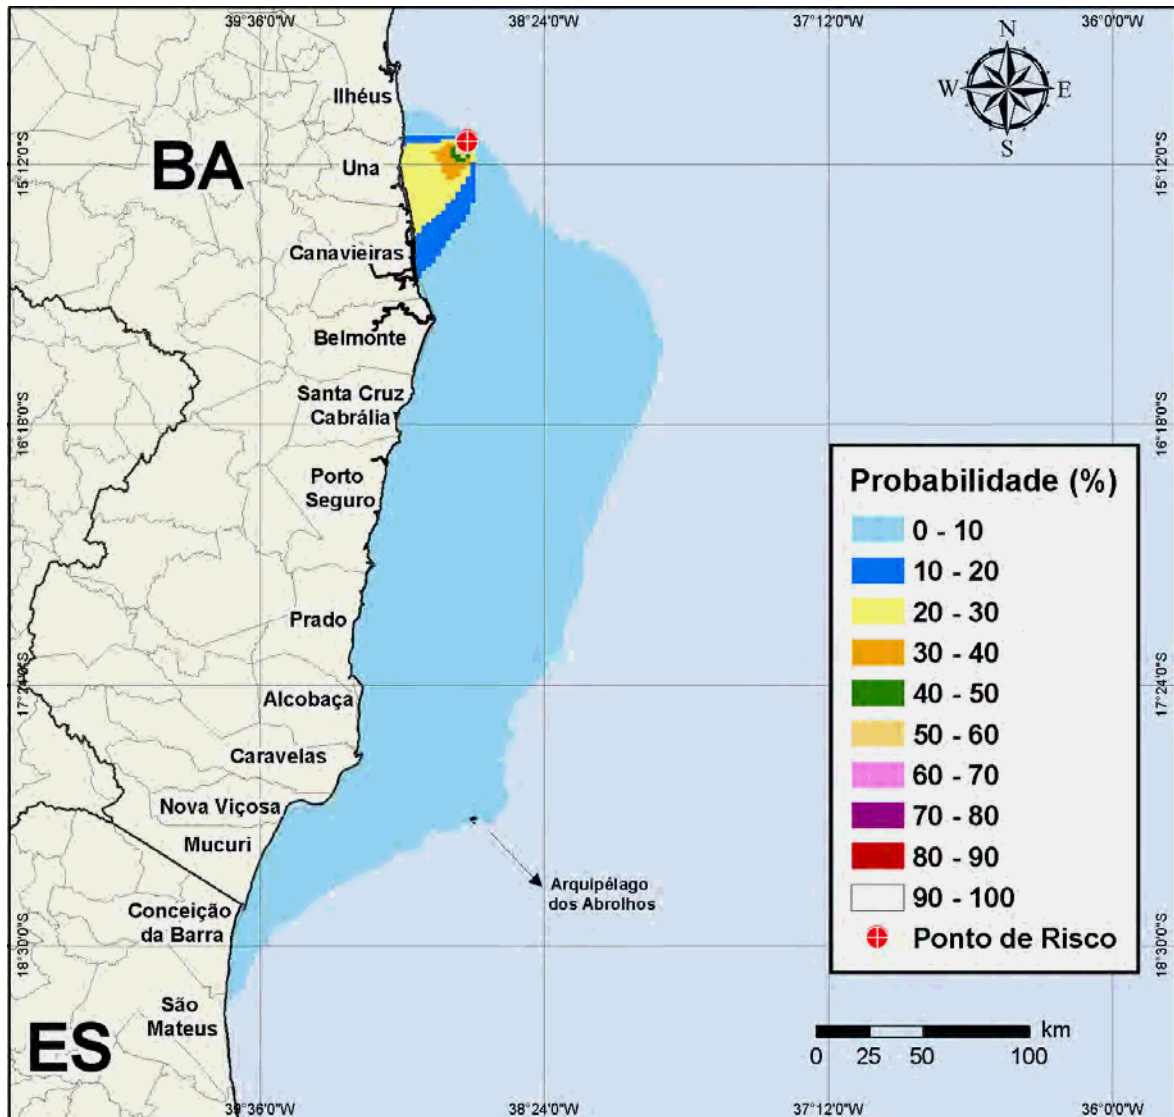 39°36'0"W
38°24'0"W
37°12'0"W
36°0'0"W
N
W
E
S
Ilhéus
BA
Una
15°12'0"S
15°12'0"S
Canavieiras
Belmonte
Santa Cruz
Cabrália
16°18'0"S
16°18'0"S
Porto
Seguro
Prado
17°24'0"S
17°24'0"S
Alcobaça
Caravelas
Nova Viçosa
Mucuri
Arquipélago
dos Abrolhos
Conceição
da Barra
18°30'0"S
18°30'0"S
São
Mateus
ES
Probabilidade (%)
0 - 10
10 - 20
20 - 30
30 - 40
40 - 50
50 - 60
60 - 70
70 - 80
80 - 90
90 - 100
Ponto de Risco
km
0 25 50 100
39°36'0"W
38°24'0"W
37°12'0"W
36°0'0"W